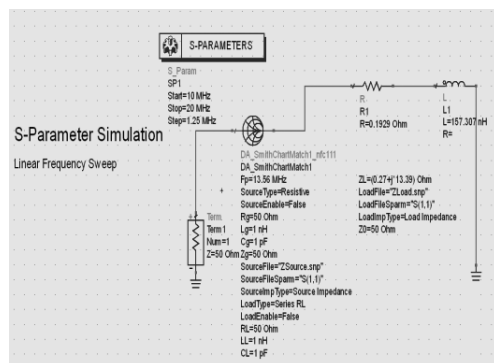 S-PARAMETERS
S_Param
SP1
Start=10 MHz
Stop=20 MHz
Step=1.25 MHz
S-Parameter Simulation
Linear Frequency Sweep
R
R1
R=0.1929 Ohm
L
L1
L=157.307 nH
R=
DA_SmithChartMatch1_nfc111
DA_SmithChartMatch1
Fp=13.56 MHz
SourceType=Resistive
SourceEnable=False
Rg=50 Ohm
Lg=1 nH
Cg=1 pF
Zg=50 Ohm
SourceFile="ZSource.snp"
SourceFileSparm="S(1,1)"
SourceImpType=Source Impedance
LoadType=Series RL
LoadEnable=False
RL=50 Ohm
LL=1 nH
CL=1 pF
ZL=(0.27+j*13.39) Ohm
LoadFile="ZLoad.snp"
LoadFileSparm="S(1,1)"
LoadImpType=Load Impedance
Z0=50 Ohm
Term
Term1
Num=1
Z=50 Ohm